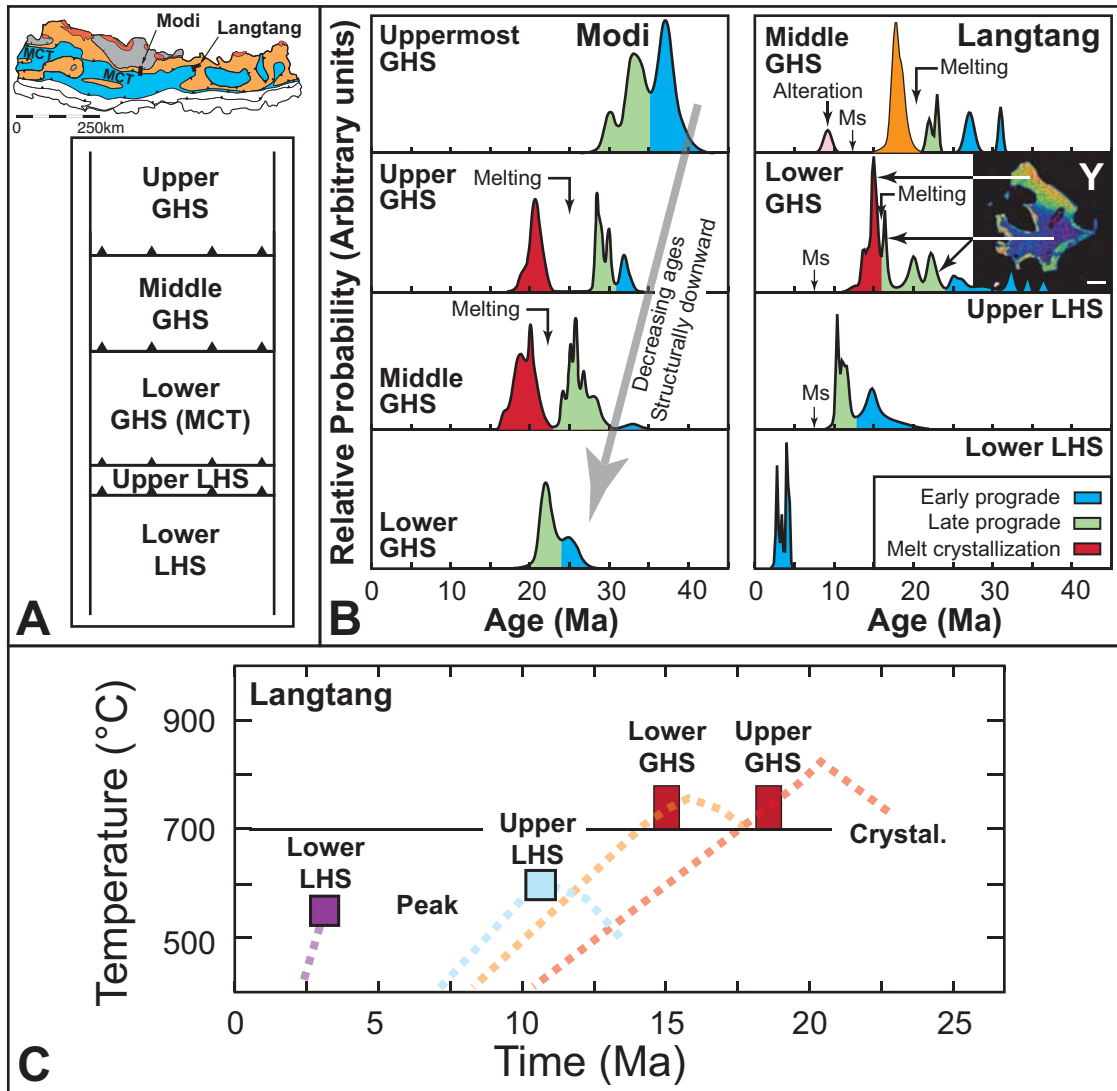 Modi
Langtang
MCT
MCT
0
250km
Upper
GHS
Middle
GHS
Lower
GHS (MCT)
Upper LHS
Lower
LHS
A
Relative Probability (Arbitrary units)
Uppermost
GHS
Modi
Upper
GHS
Melting
Middle
GHS
Melting
Decreasing ages
Structurally downward
Lower
GHS
0 10 20 30 40
Age (Ma)
B
Middle
GHS
Langtang
Alteration
Ms
Melting
Lower
GHS
Melting
Ms
Y
Upper LHS
Ms
Lower LHS
Early prograde
Late prograde
Melt crystallization
0 10 20 30 40
Age (Ma)
Langtang
Temperature (°C)
900
700
500
Lower
GHS
Upper
GHS
Crystal.
Upper
LHS
Lower
LHS
Peak
0 5 10 15 20 25
Time (Ma)
C